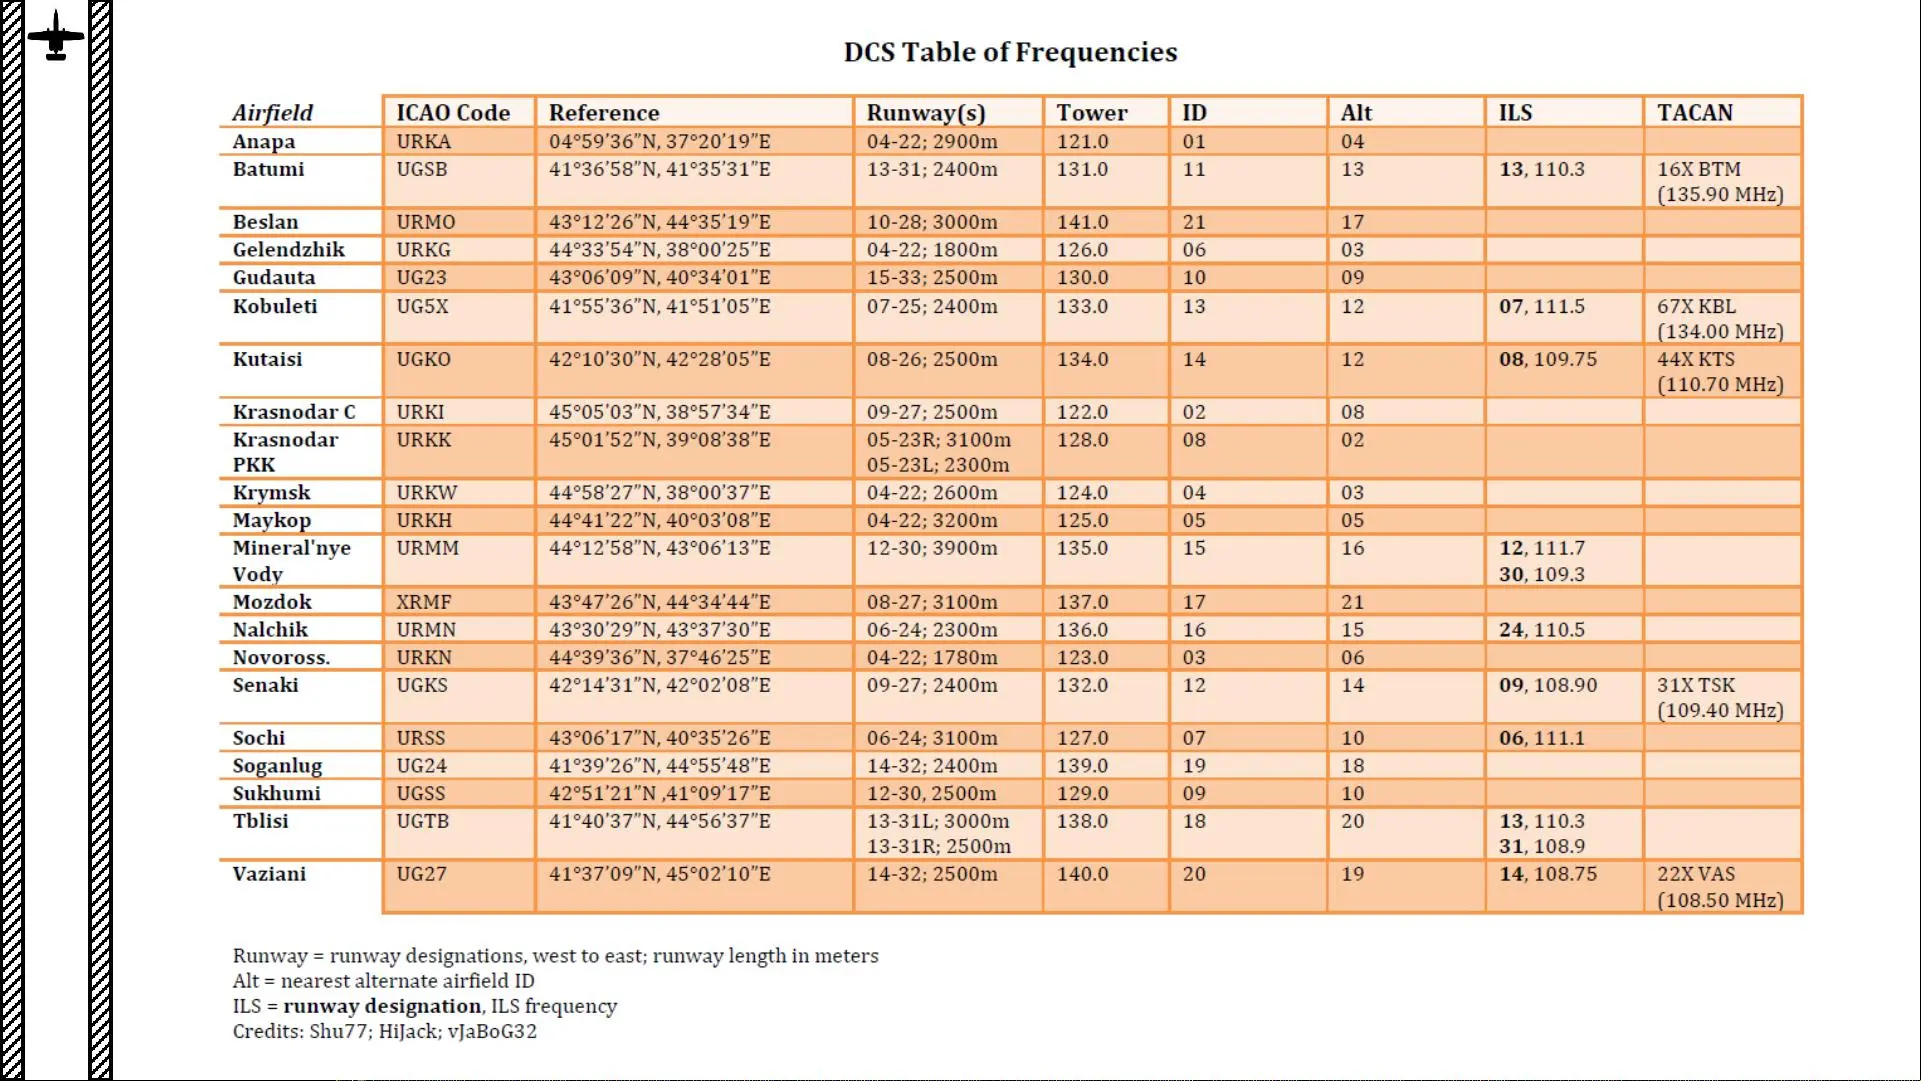 DCS Table of Frequencies
Airfield ICAO Code Reference Runway(s) Tower ID Alt ILS TACAN
Anapa URKA 04°59’36”N, 37°20’19”E 04-22; 2900m 121.0 01 04
Batumi UGSB 41°36’58”N, 41°35’31”E 13-31; 2400m 131.0 11 13 13, 110.3 16X BTM
(135.90 MHz)
Beslan URMO 43°12’26”N, 44°35’19”E 10-28; 3000m 141.0 21 17
Gelendzhik URKG 44°33’54”N, 38°00’25”E 04-22; 1800m 126.0 06 03
Gudauta UG23 43°06’09”N, 40°34’01”E 15-33; 2500m 130.0 10 09
Kobuleti UG5X 41°55’36”N, 41°51’05”E 07-25; 2400m 133.0 13 12 07, 111.5 67X KBL
(134.00 MHz)
Kutaisi UGKO 42°10’30”N, 42°28’05”E 08-26; 2500m 134.0 14 12 08, 109.75 44X KTS
(110.70 MHz)
Krasnodar C URKI 45°05’03”N, 38°57’34”E 09-27; 2500m 122.0 02 08
Krasnodar URKK 45°01’52”N, 39°08’38”E 05-23R; 3100m 128.0 08 02
PKK 05-23L; 2300m
Krymsk URKW 44°58’27”N, 38°00’37”E 04-22; 2600m 124.0 04 03
Maykop URKH 44°41’22”N, 40°03’08”E 04-22; 3200m 125.0 05 05
Mineral'nye URMM 44°12’58”N, 43°06’13”E 12-30; 3900m 135.0 15 16 12, 111.7
Vody 30, 109.3
Mozdok XRMF 43°47’26”N, 44°34’44”E 08-27; 3100m 137.0 17 21
Nalchik URMN 43°30’29”N, 43°37’30”E 06-24; 2300m 136.0 16 15 24, 110.5
Novoross. URKN 44°39’36”N, 37°46’25”E 04-22; 1780m 123.0 03 06
Senaki UGKS 42°14’31”N, 42°02’08”E 09-27; 2400m 132.0 12 14 09, 108.90 31X TSK
(109.40 MHz)
Sochi URSS 43°06’17”N, 40°35’26”E 06-24; 3100m 127.0 07 10 06, 111.1
Soganlug UG24 41°39’26”N, 44°55’48”E 14-32; 2400m 139.0 19 18
Sukhumi UGSS 42°51’21”N ,41°09’17”E 12-30, 2500m 129.0 09 10
Tblisi UGTB 41°40’37”N, 44°56’37”E 13-31L; 3000m 138.0 18 20 13, 110.3
13-31R; 2500m 31, 108.9
Vaziani UG27 41°37’09”N, 45°02’10”E 14-32; 2500m 140.0 20 19 14, 108.75 22X VAS
(108.50 MHz)
Runway = runway designations, west to east; runway length in meters
Alt = nearest alternate airfield ID
ILS = runway designation, ILS frequency
Credits: Shu77; HiJack; vJaBoG32